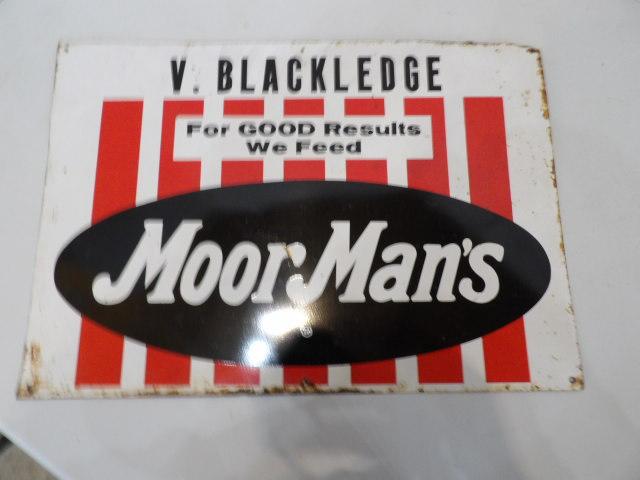 V. BLACKLEDGE
For GOOD Results
We Feed
MoorMan's